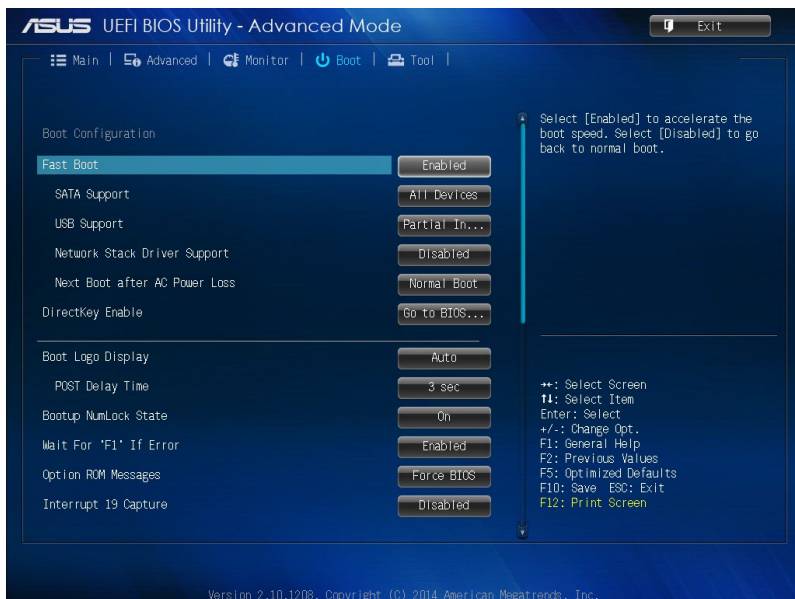 ASUS UEFI BIOS Utility - Advanced Mode
Exit
Main | Advanced | Monitor | Boot | Tool |
Boot Configuration
Fast Boot Enabled
SATA Support All Devices
USB Support Partial In...
Network Stack Driver Support Disabled
Next Boot after AC Power Loss Normal Boot
DirectKey Enable Go to BIOS...
Boot Logo Display Auto
POST Delay Time 3 sec
Bootup NumLock State On
Wait For 'F1' If Error Enabled
Option ROM Messages Force BIOS
Interrupt 19 Capture Disabled
Select [Enabled] to accelerate the
boot speed. Select [Disabled] to go
back to normal boot.
→←: Select Screen
↑↓: Select Item
Enter: Select
+/-: Change Opt.
F1: General Help
F2: Previous Values
F5: Optimized Defaults
F10: Save ESC: Exit
F12: Print Screen
Version 2.10.1208. Copyright (C) 2014 American Megatrends, Inc.